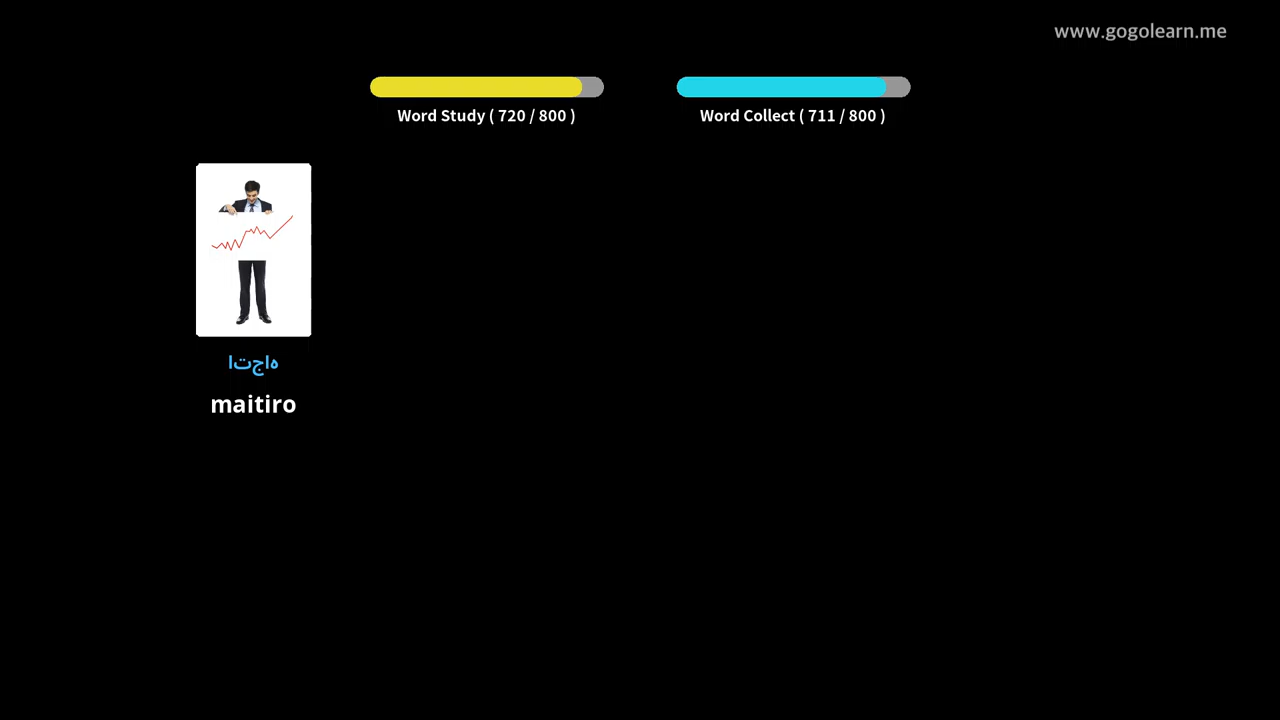 www.gogolearn.me
Word Study ( 720 / 800 )
Word Collect ( 711 / 800 )
اتجاه
maitiro